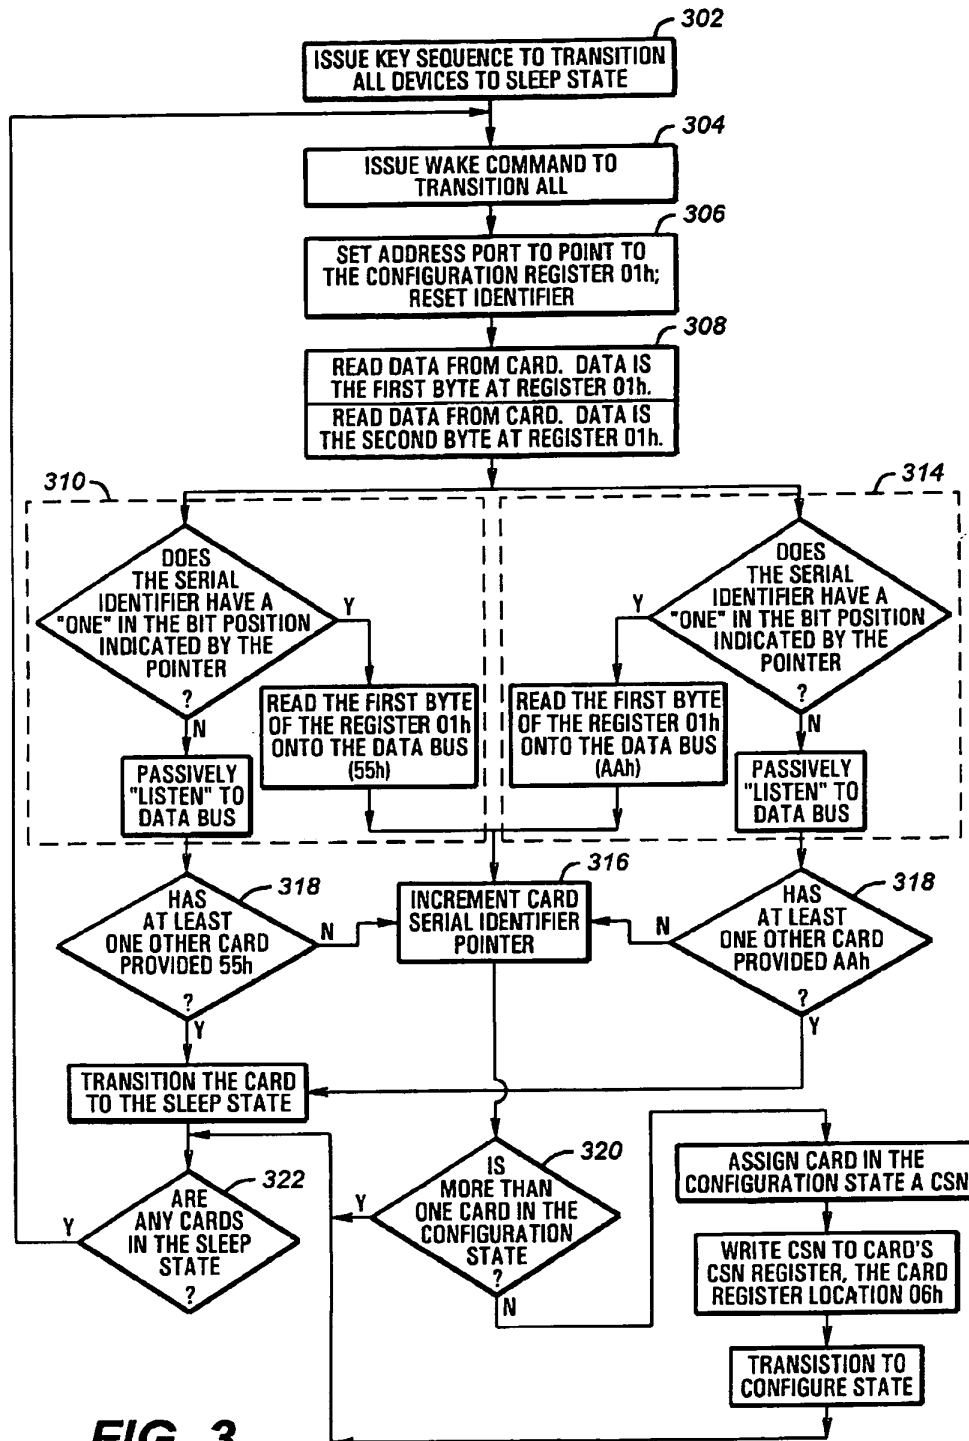 302
ISSUE KEY SEQUENCE TO TRANSITION
ALL DEVICES TO SLEEP STATE
304
ISSUE WAKE COMMAND TO
TRANSITION ALL
306
SET ADDRESS PORT TO POINT TO
THE CONFIGURATION REGISTER 01h;
RESET IDENTIFIER
308
READ DATA FROM CARD. DATA IS
THE FIRST BYTE AT REGISTER 01h.
READ DATA FROM CARD. DATA IS
THE SECOND BYTE AT REGISTER 01h.
310
DOES
THE SERIAL
IDENTIFIER HAVE A
"ONE" IN THE BIT POSITION
INDICATED BY THE
POINTER
?
Y
N
READ THE FIRST BYTE
OF THE REGISTER 01h
ONTO THE DATA BUS
(55h)
PASSIVELY
"LISTEN" TO
DATA BUS
314
DOES
THE SERIAL
IDENTIFIER HAVE A
"ONE" IN THE BIT POSITION
INDICATED BY THE
POINTER
?
Y
N
READ THE FIRST BYTE
OF THE REGISTER 01h
ONTO THE DATA BUS
(AAh)
PASSIVELY
"LISTEN" TO
DATA BUS
318
HAS
AT LEAST
ONE OTHER CARD
PROVIDED 55h
?
N
Y
316
INCREMENT CARD
SERIAL IDENTIFIER
POINTER
318
HAS
AT LEAST
ONE OTHER CARD
PROVIDED AAh
?
N
Y
TRANSITION THE CARD
TO THE SLEEP STATE
322
ARE
ANY CARDS
IN THE SLEEP
STATE
?
Y
320
IS
MORE THAN
ONE CARD IN THE
CONFIGURATION
STATE
?
Y
N
ASSIGN CARD IN THE
CONFIGURATION STATE A CSN
WRITE CSN TO CARD'S
CSN REGISTER, THE CARD
REGISTER LOCATION 06h
TRANSISTION TO
CONFIGURE STATE
FIG. 3